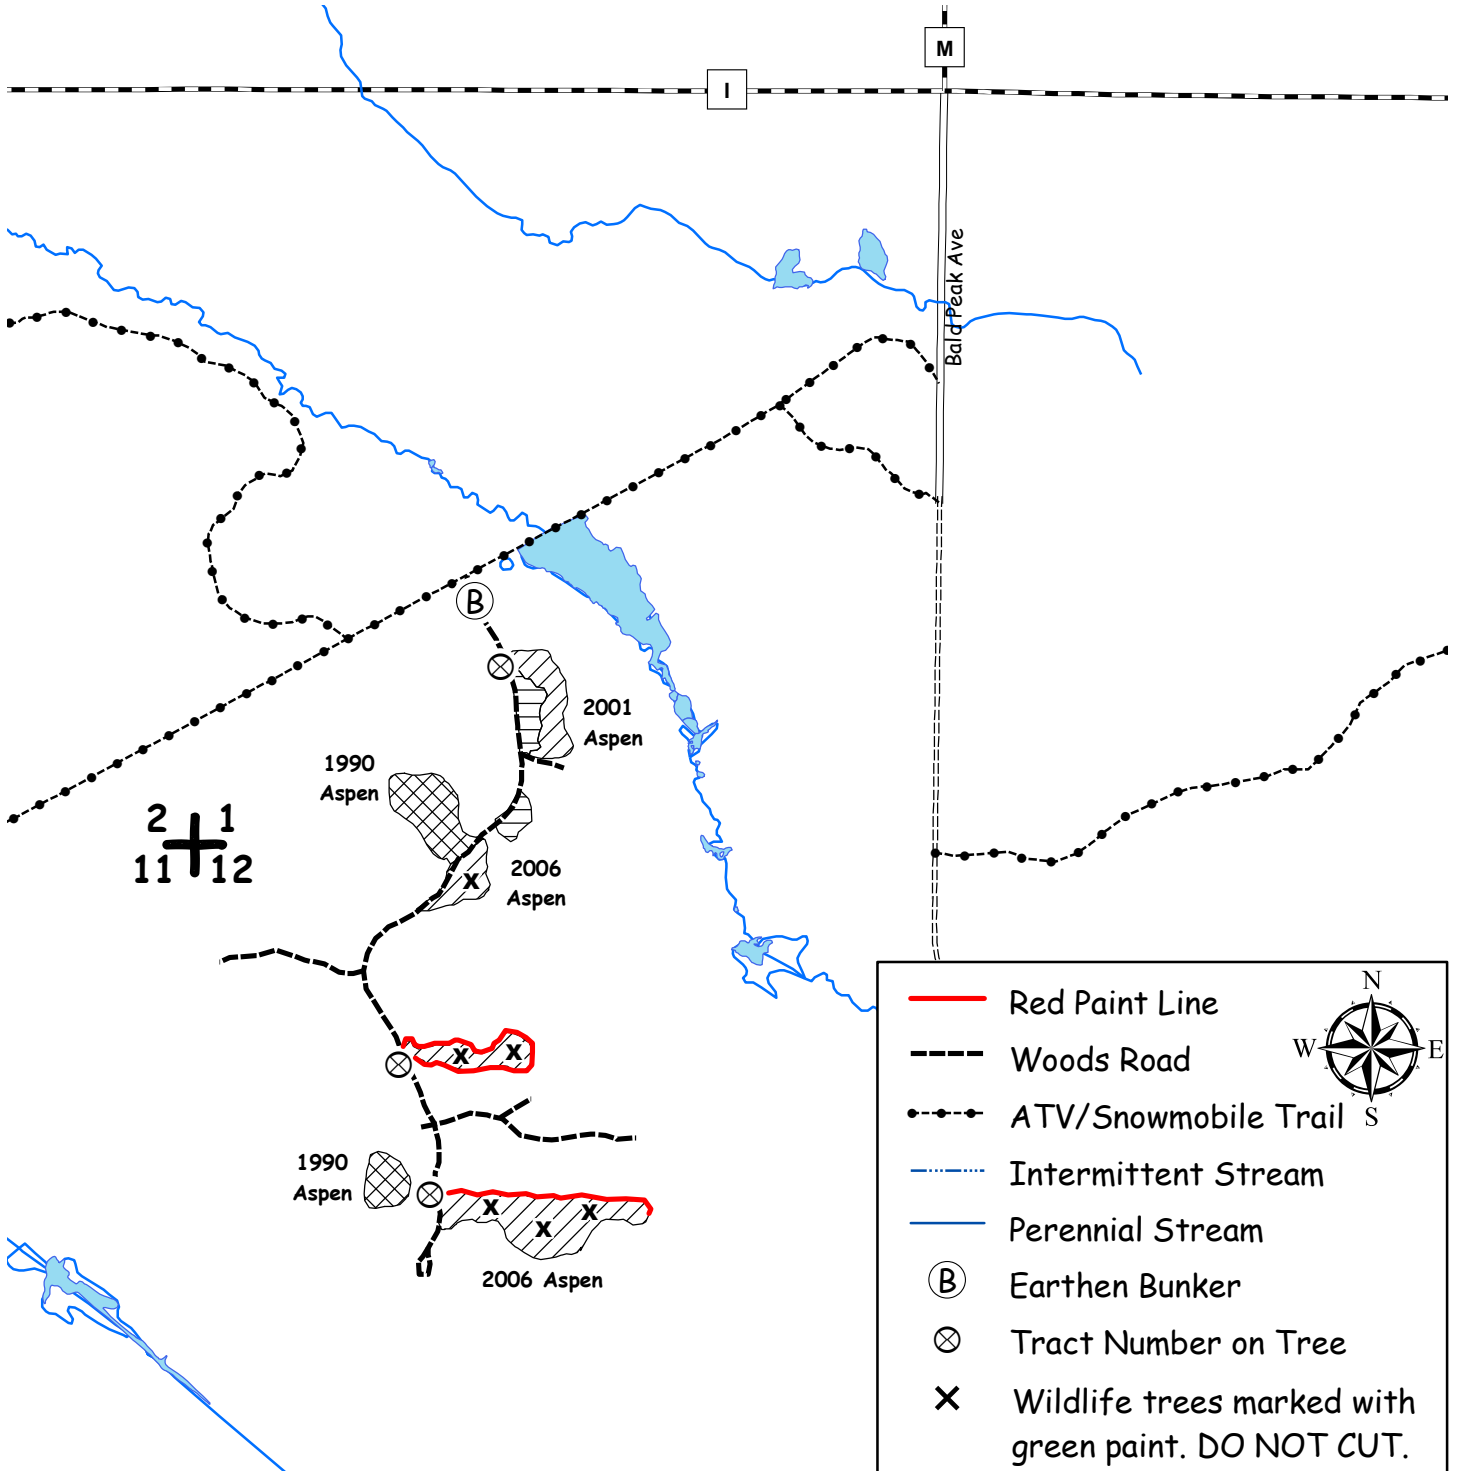 M
I
Bald Peak Ave
B
2001
Aspen
1990
Aspen
2 1
11 12
2006
Aspen
X
X X
1990
Aspen
X X X
2006 Aspen
Red Paint Line
Woods Road
ATV/Snowmobile Trail
Intermittent Stream
Perennial Stream
B Earthen Bunker
Tract Number on Tree
X Wildlife trees marked with
green paint. DO NOT CUT.
N
W E
S